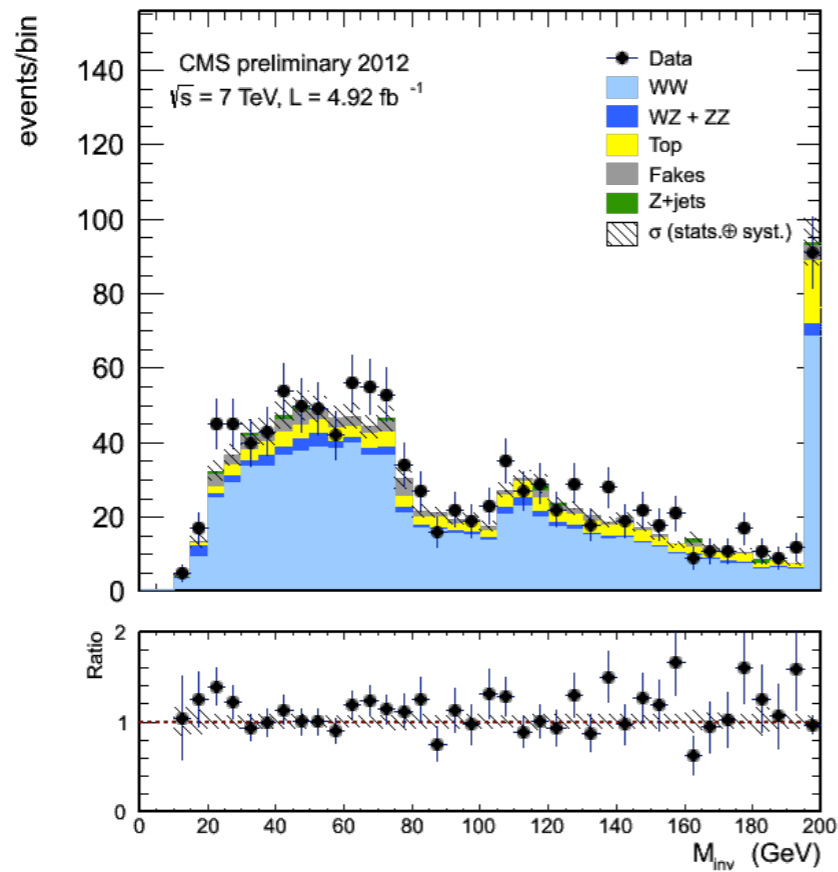 events/bin
140
120
100
80
60
40
20
0
CMS preliminary 2012
√s = 7 TeV, L = 4.92 fb⁻¹
Data
WW
WZ + ZZ
Top
Fakes
Z+jets
σ (stats.⊕ syst.)
Ratio
2
1
0
0 20 40 60 80 100 120 140 160 180 200
M_inv (GeV)